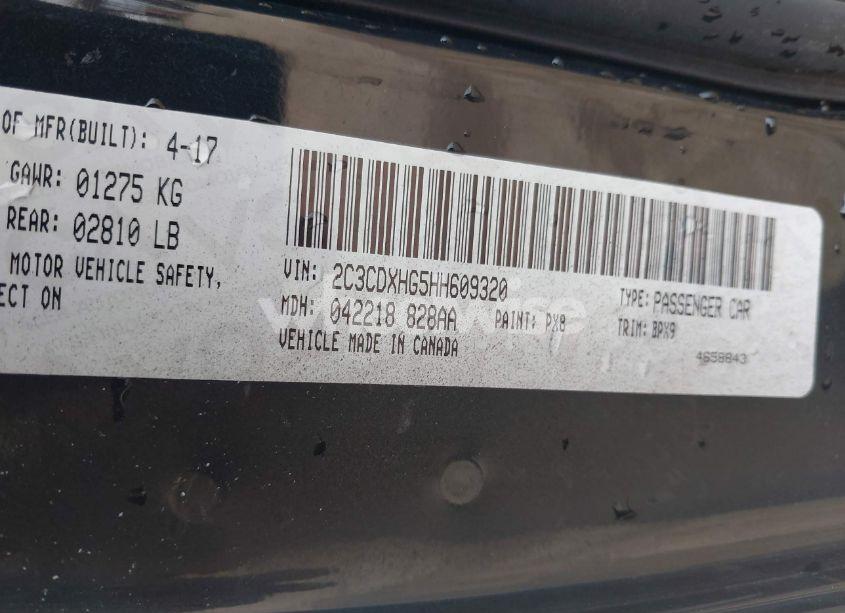 OF MFR(BUILT): 4-17
GAWR: 01275 KG
REAR: 02810 LB
MOTOR VEHICLE SAFETY,
ECT ON
VIN: 2C3CDXHG5HH609320
TYPE: PASSENGER CAR
MDH: 042218 828AA
PAINT: PX8
TRIM: BPX9
VEHICLE MADE IN CANADA
4658843